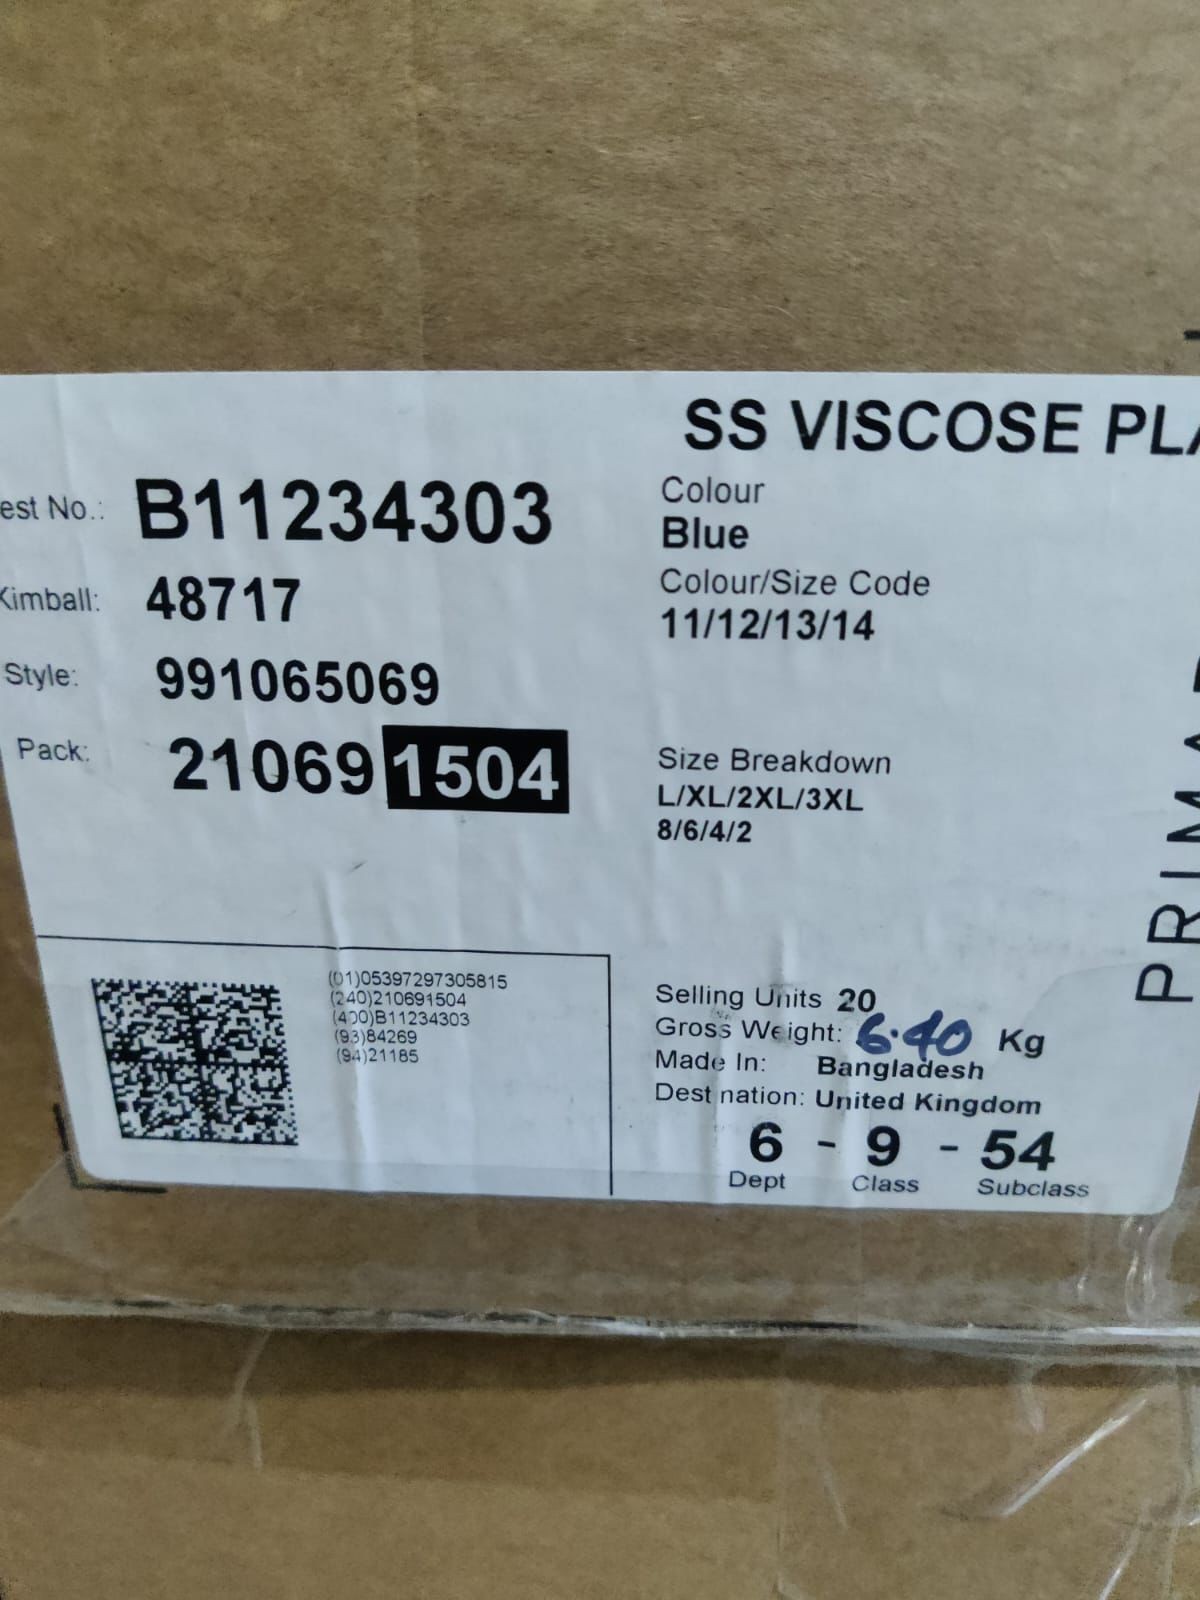 SS VISCOSE PLA
est No.: B11234303
Kimball: 48717
Style: 991065069
Pack: 210691504
Colour
Blue
Colour/Size Code
11/12/13/14
Size Breakdown
L/XL/2XL/3XL
8/6/4/2
(01)05397297305815
(240)210691504
(400)B11234303
(93)84269
(94)21185
Selling Units 20
Gross Weight: 6.40 Kg
Made In: Bangladesh
Destination: United Kingdom
6 - 9 - 54
Dept Class Subclass
PRIMA